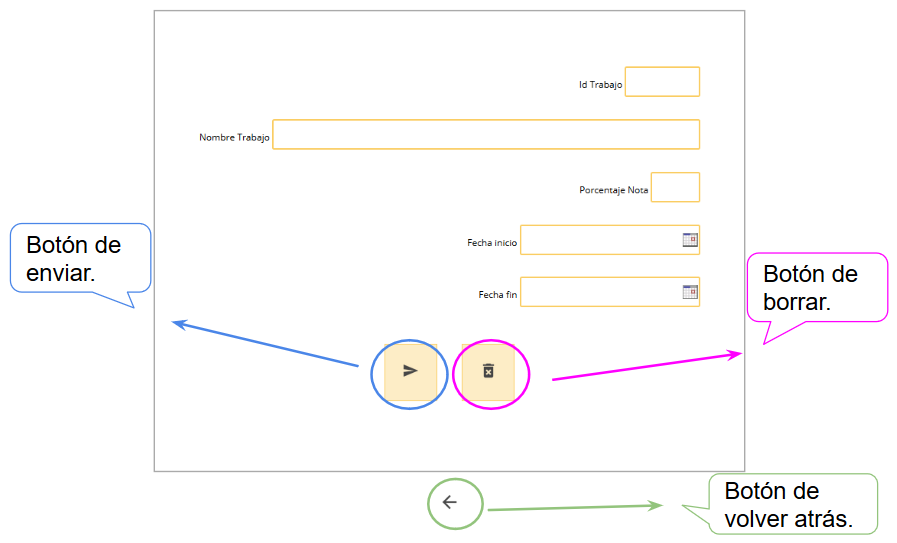 Id Trabajo
Nombre Trabajo
Porcentaje Nota
Botón de
enviar.
Fecha inicio
Botón de
borrar.
Fecha fin
Botón de
volver atrás.